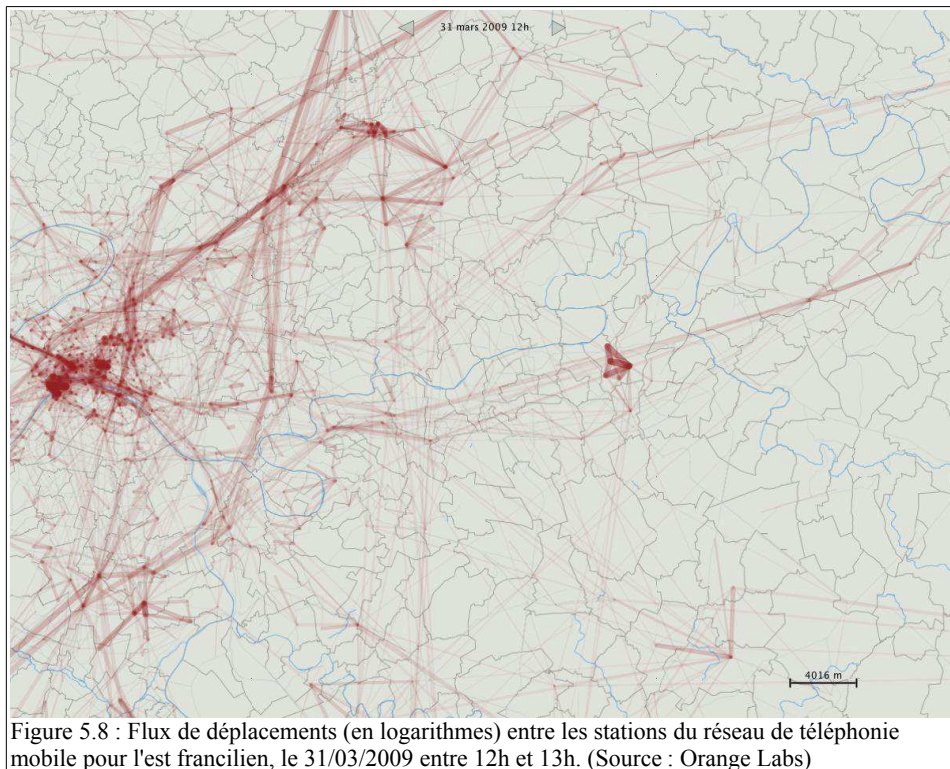 31 mars 2009 12h
4016 m
Figure 5.8 : Flux de déplacements (en logarithmes) entre les stations du réseau de téléphonie
mobile pour l'est francilien, le 31/03/2009 entre 12h et 13h. (Source : Orange Labs)